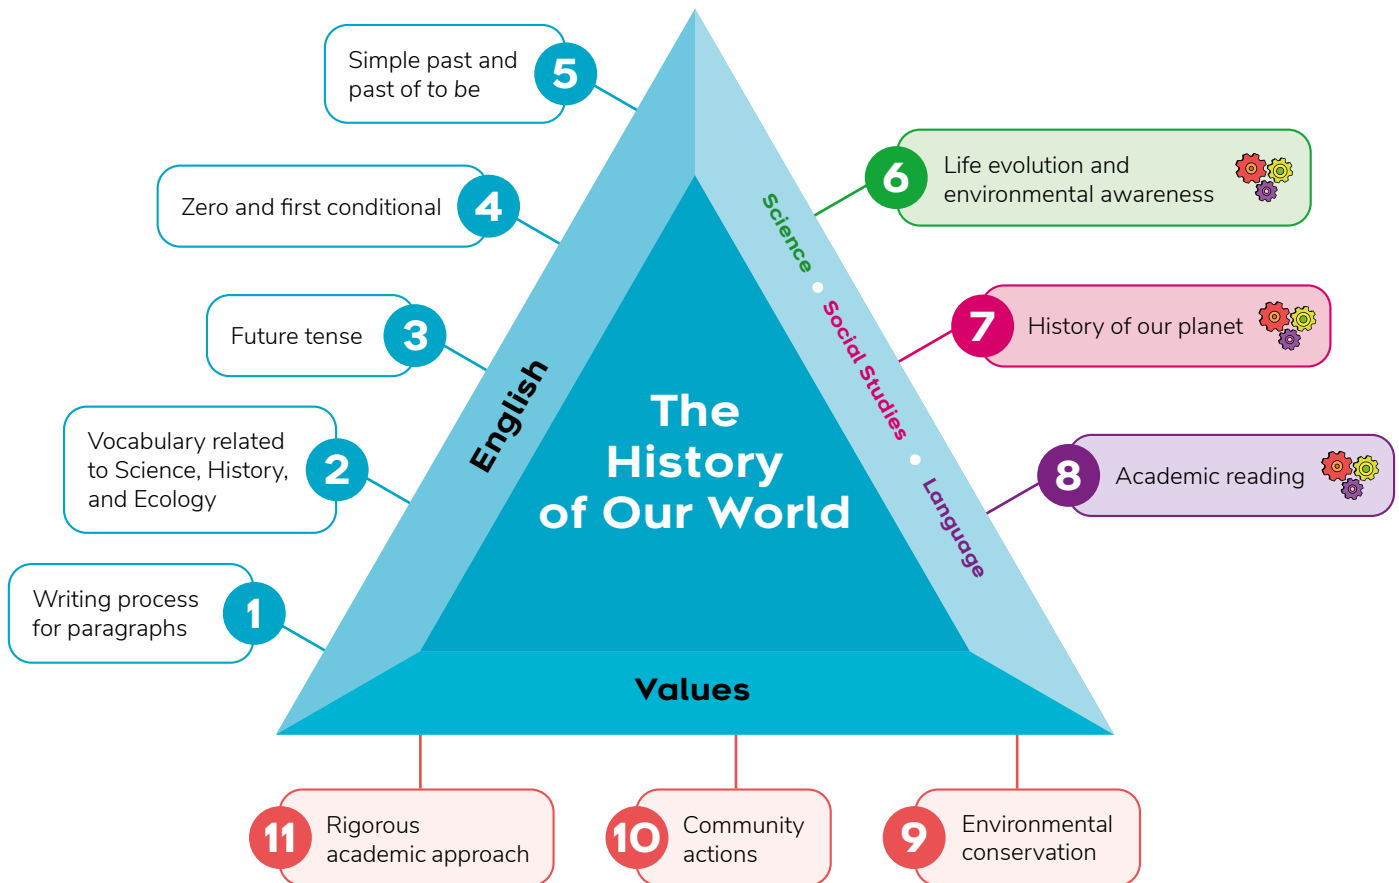 Simple past and
past of to be
5
Zero and first conditional
4
Future tense
3
Vocabulary related
to Science, History,
and Ecology
2
Writing process
for paragraphs
1
English
The
History
of Our World
Science • Social Studies • Language
6
Life evolution and
environmental awareness
7
History of our planet
8
Academic reading
Values
11
Rigorous
academic approach
10
Community
actions
9
Environmental
conservation